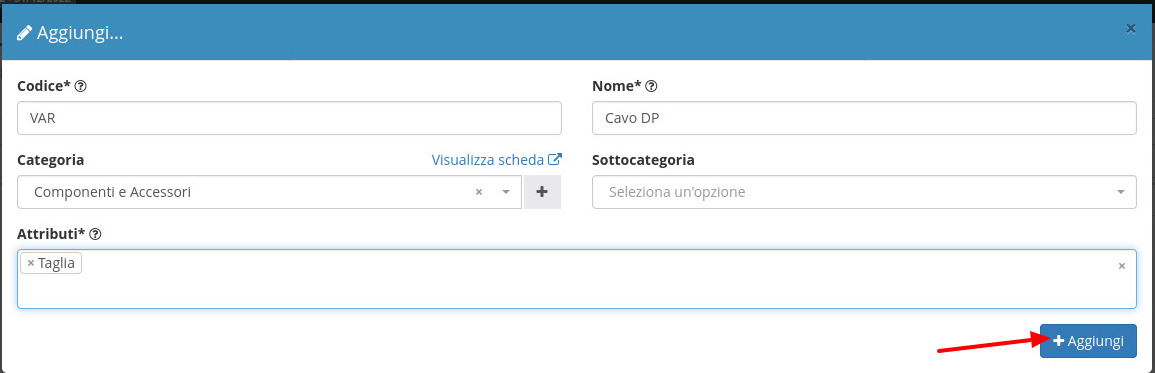 Aggiungi...
×
Codice*
Nome*
VAR
Cavo DP
Categoria
Visualizza scheda
Sottocategoria
Componenti e Accessori ×
+
Seleziona un'opzione
Attributi*
× Taglia
×
+ Aggiungi